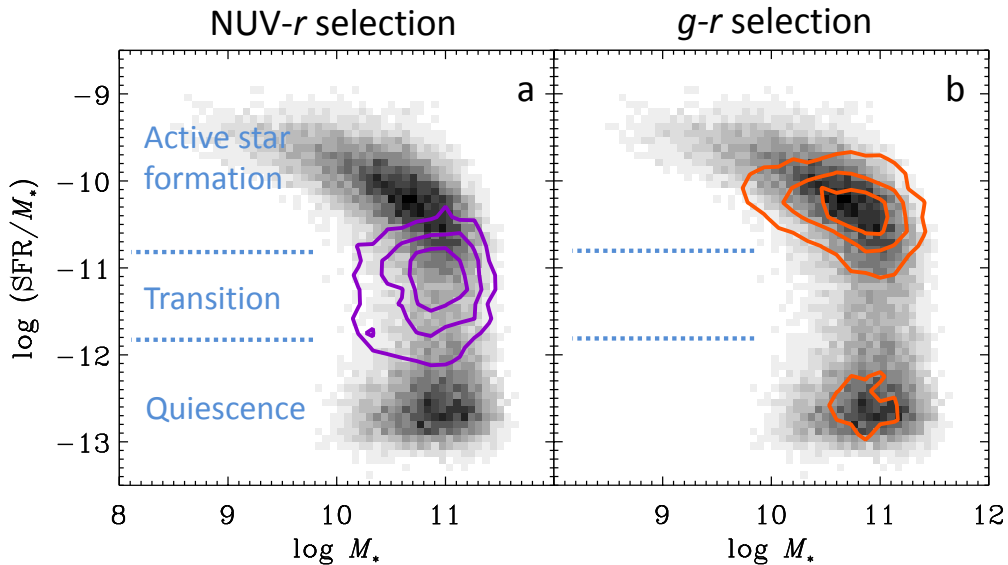 NUV-r selection
g-r selection
a
b
Active star
formation
Transition
Quiescence
log (SFR/M*)
−9
−10
−11
−12
−13
8
9
10
11
9
10
11
12
log M*
log M*